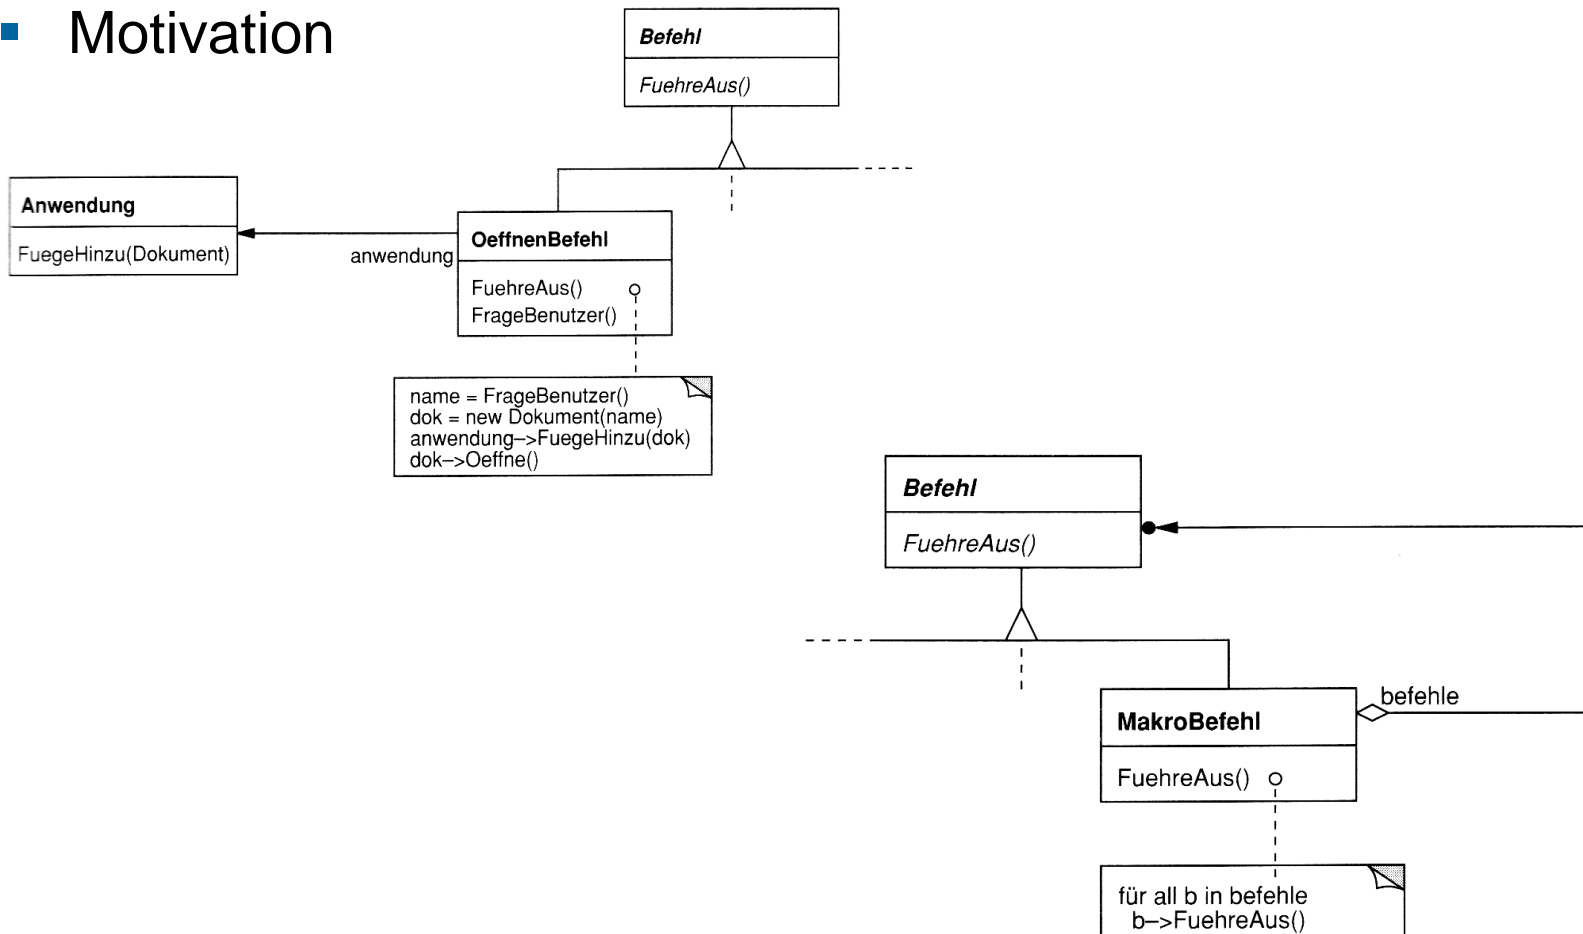 Motivation
Befehl
FuehreAus()
Anwendung
FuegeHinzu(Dokument)
anwendung
OeffnenBefehl
FuehreAus()
FrageBenutzer()
name = FrageBenutzer()
dok = new Dokument(name)
anwendung–>FuegeHinzu(dok)
dok–>Oeffne()
Befehl
FuehreAus()
befehle
MakroBefehl
FuehreAus()
für all b in befehle
b–>FuehreAus()